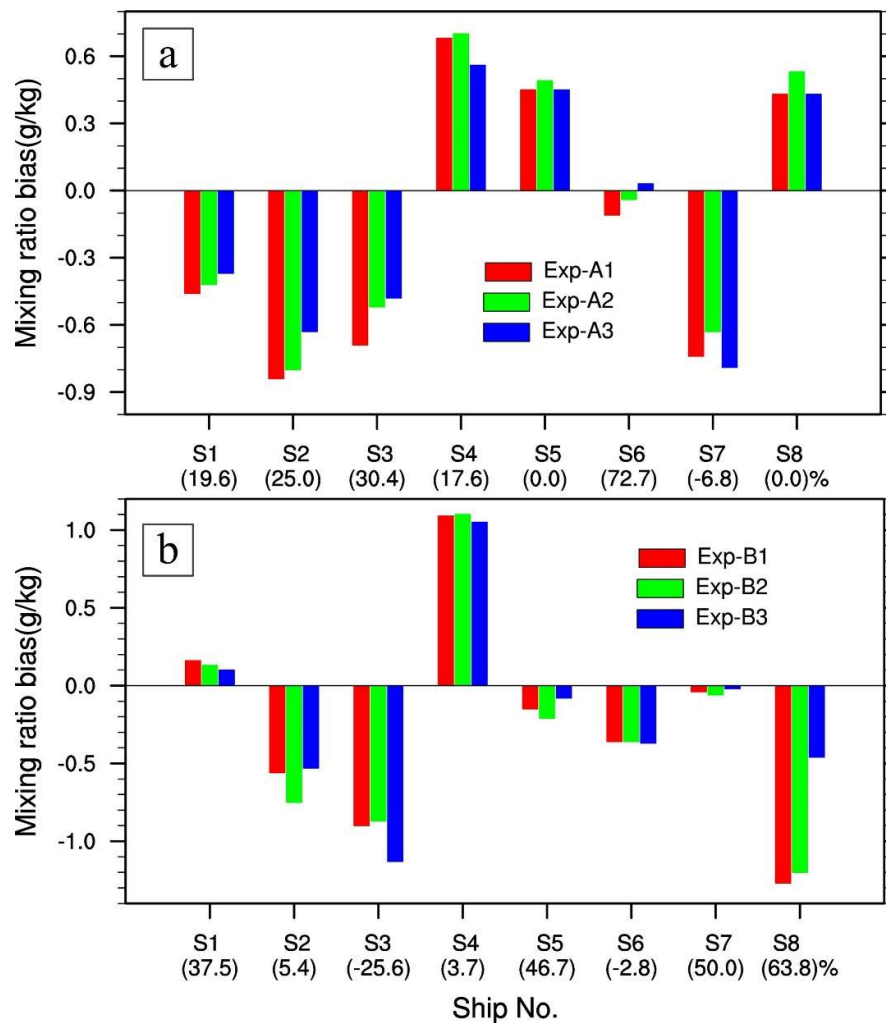 a
Mixing ratio bias(g/kg)
0.6
0.3
0.0
-0.3
-0.6
-0.9
Exp-A1
Exp-A2
Exp-A3
S1 S2 S3 S4 S5 S6 S7 S8
(19.6) (25.0) (30.4) (17.6) (0.0) (72.7) (-6.8) (0.0)%
b
Mixing ratio bias(g/kg)
1.0
0.5
0.0
-0.5
-1.0
Exp-B1
Exp-B2
Exp-B3
S1 S2 S3 S4 S5 S6 S7 S8
(37.5) (5.4) (-25.6) (3.7) (46.7) (-2.8) (50.0) (63.8)%
Ship No.